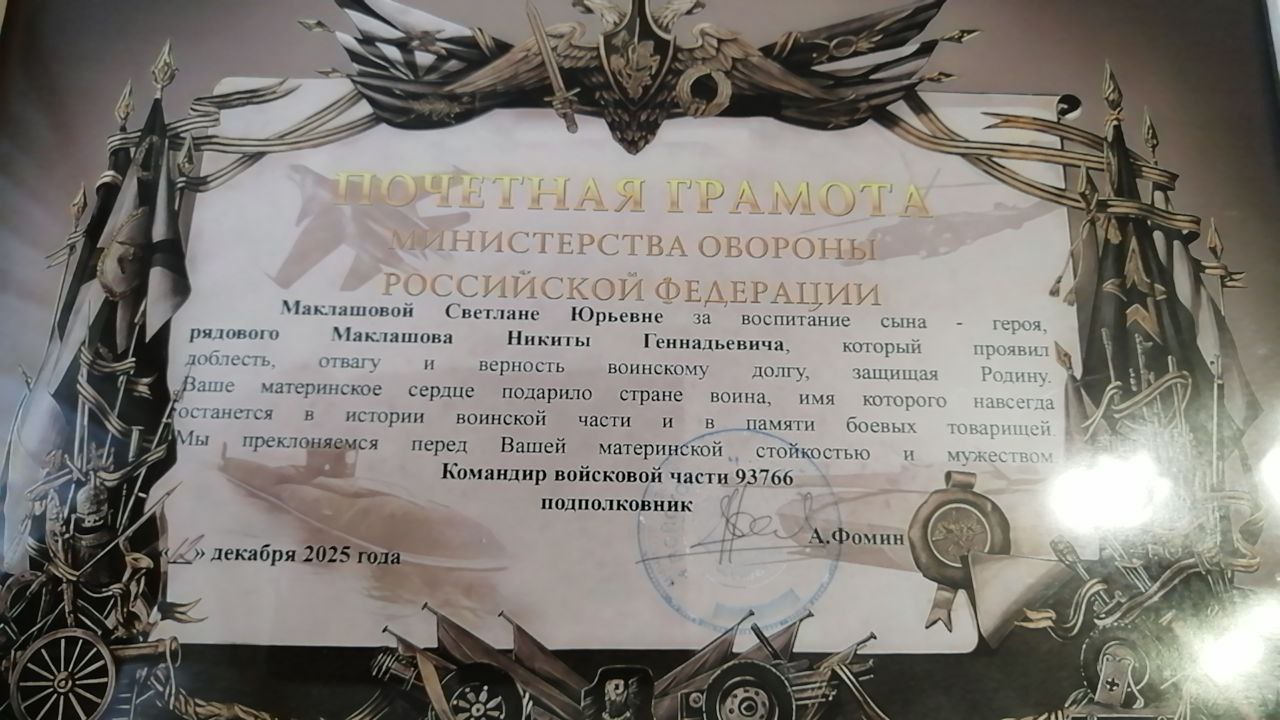 ПОЧЕТНАЯ ГРАМОТА
МИНИСТЕРСТВА ОБОРОНЫ
РОССИЙСКОЙ ФЕДЕРАЦИИ
Маклашовой Светлане Юрьевне за воспитание сына - героя,
рядового Маклашова Никиты Геннадьевича, который проявил
доблесть, отвагу и верность воинскому долгу, защищая Родину.
Ваше материнское сердце подарило стране воина, имя которого навсегда
останется в истории воинской части и в памяти боевых товарищей.
Мы преклоняемся перед Вашей материнской стойкостью и мужеством
Командир войсковой части 93766
подполковник
А.Фомин
« » декабря 2025 года